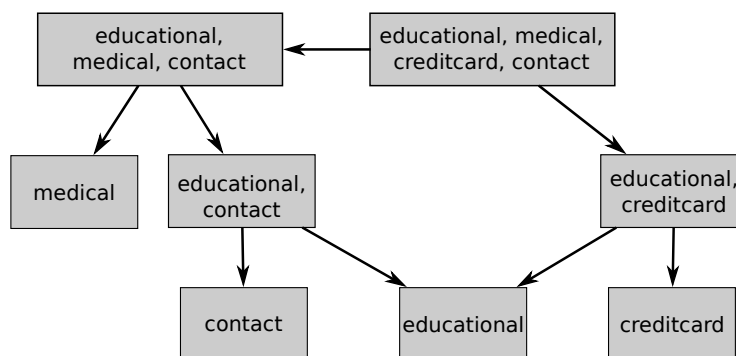 educational,
medical, contact
educational, medical,
creditcard, contact
medical
educational,
contact
educational,
creditcard
contact
educational
creditcard